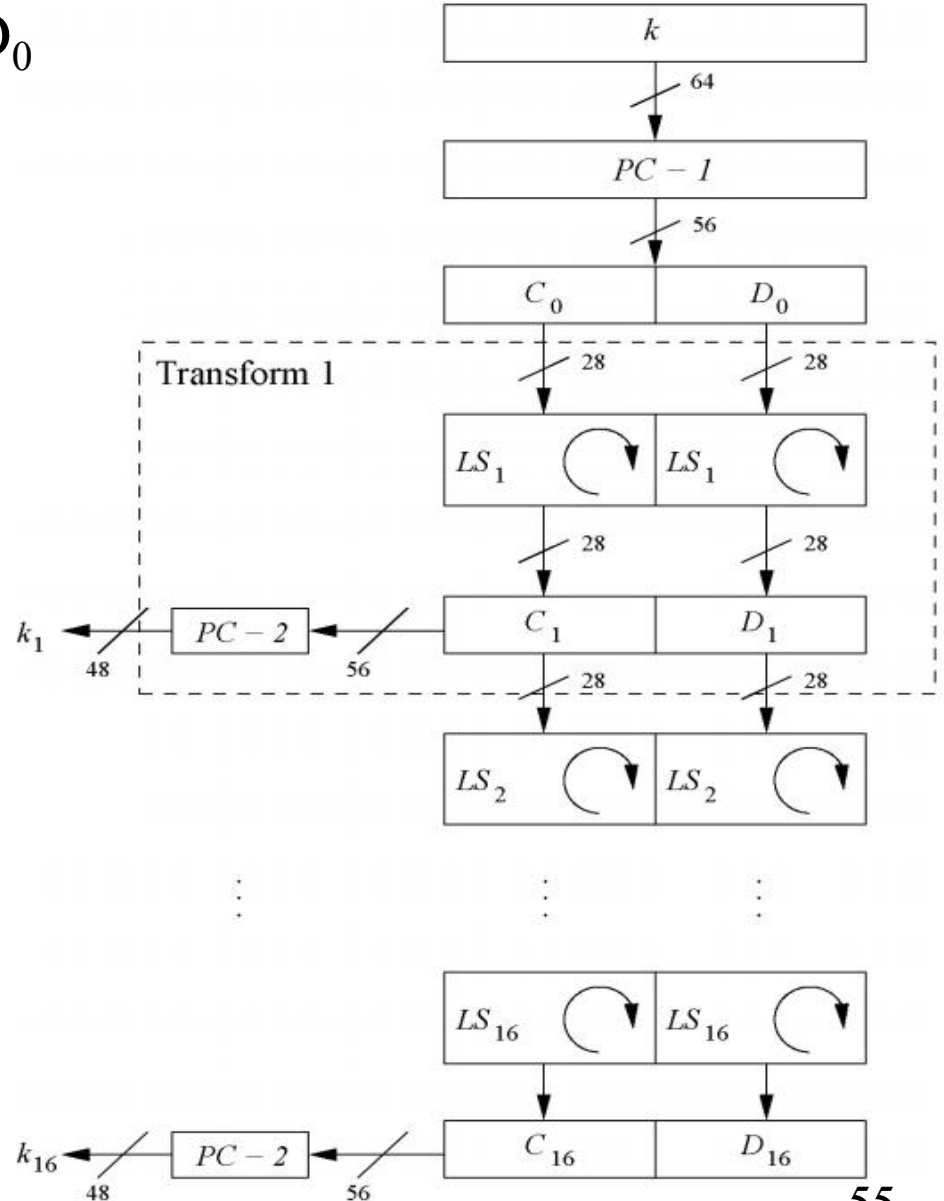 D₀
k
64
PC − 1
56
C₀ D₀
Transform 1
28 28
LS₁ LS₁
28 28
k₁ 48 PC − 2 56 C₁ D₁
28 28
LS₂ LS₂
⋮ ⋮ ⋮
LS₁₆ LS₁₆
k₁₆ 48 PC − 2 56 C₁₆ D₁₆
55